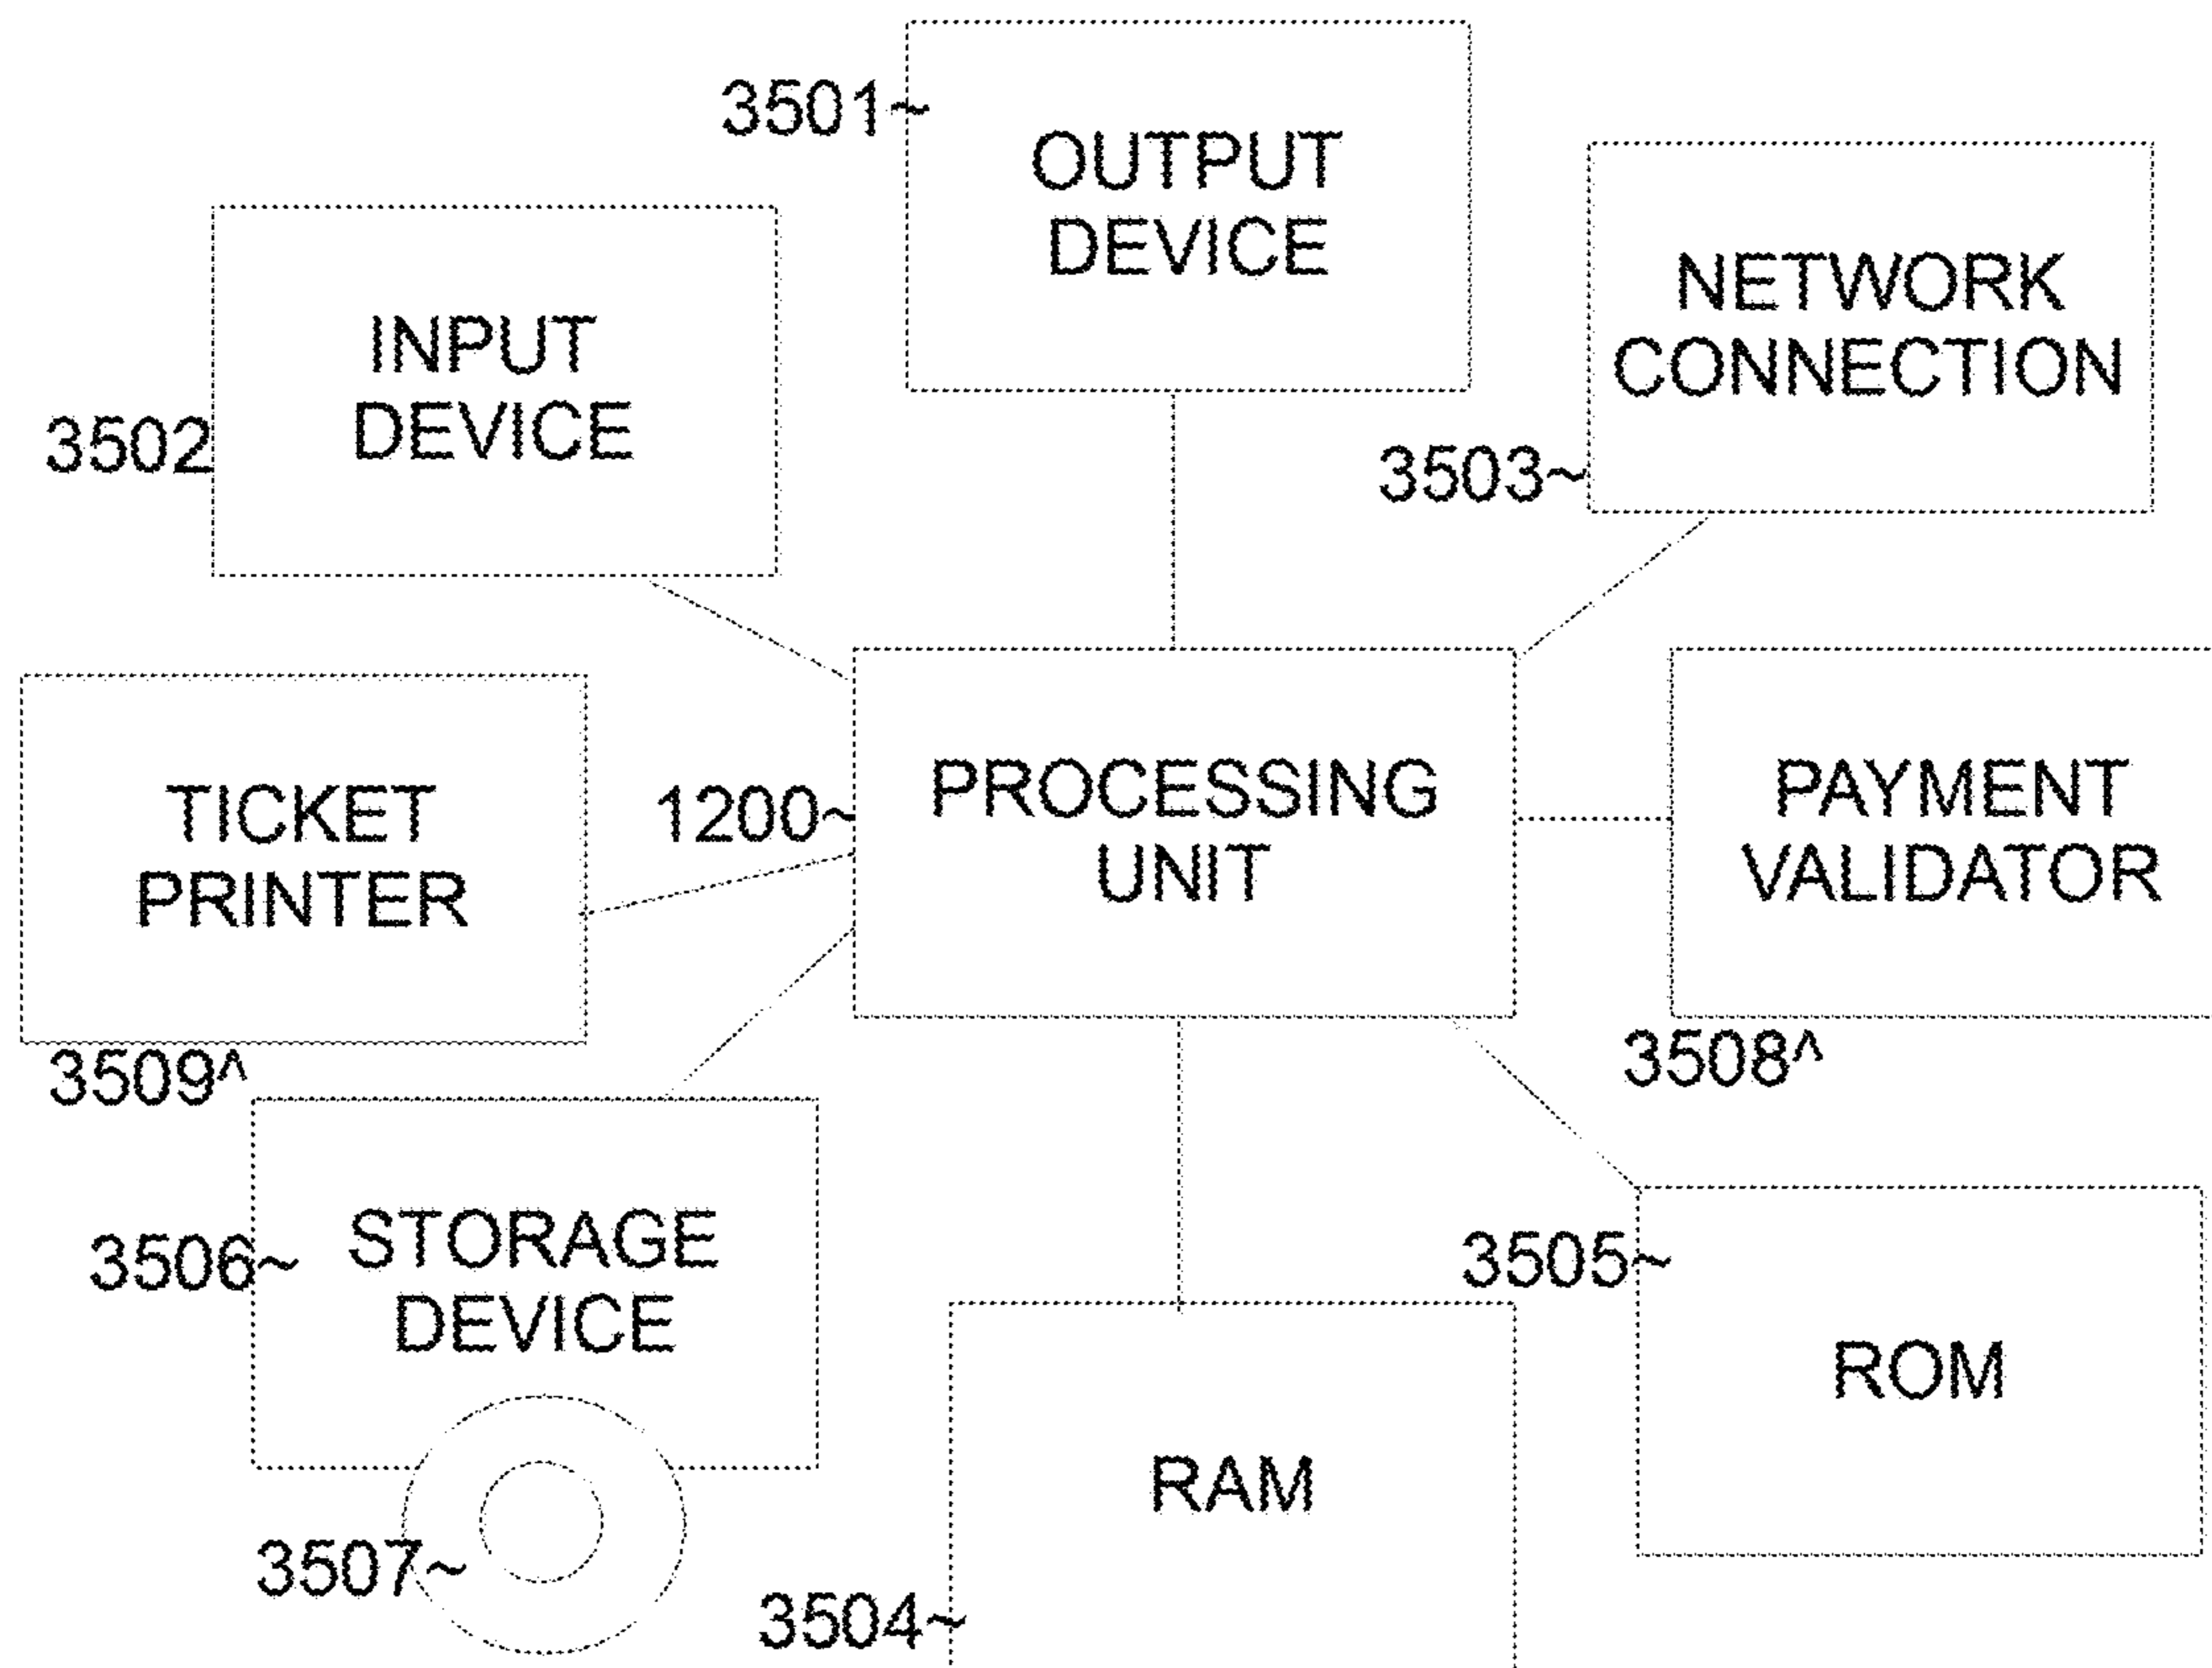 3501~
OUTPUT
DEVICE
INPUT
DEVICE
3502
NETWORK
CONNECTION
3503~
TICKET
PRINTER
3509^
1200~
PROCESSING
UNIT
PAYMENT
VALIDATOR
3508^
3506~
STORAGE
DEVICE
3507~
RAM
3504~
3505~
ROM